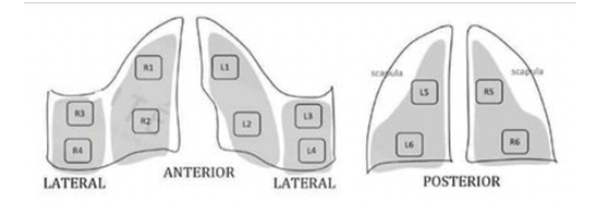 R1
L1
R3
R2
L2
L3
R4
L4
LATERAL
ANTERIOR
LATERAL
scapula
scapula
L5
R5
L6
R6
POSTERIOR